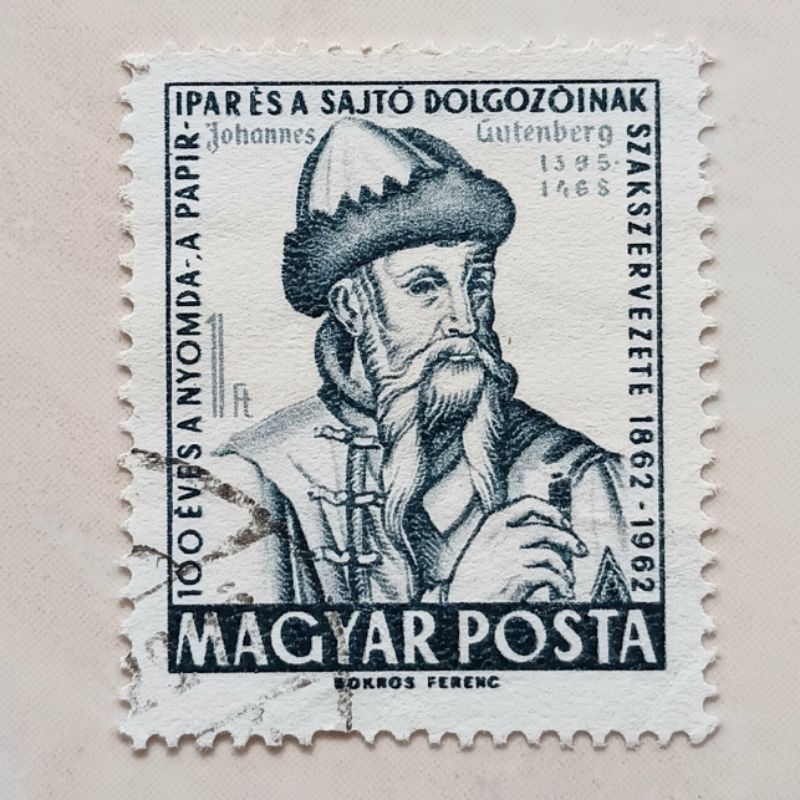 100 ÉVES A NYOMDA-, A PAPIR-
IPAR ÉS A SAJTÓ DOLGOZÓINAK
SZAKSZERVEZETE 1862-1962
Johannes Gutenberg
1395-
1468
1 Ft
MAGYAR POSTA
BOKROS FERENC